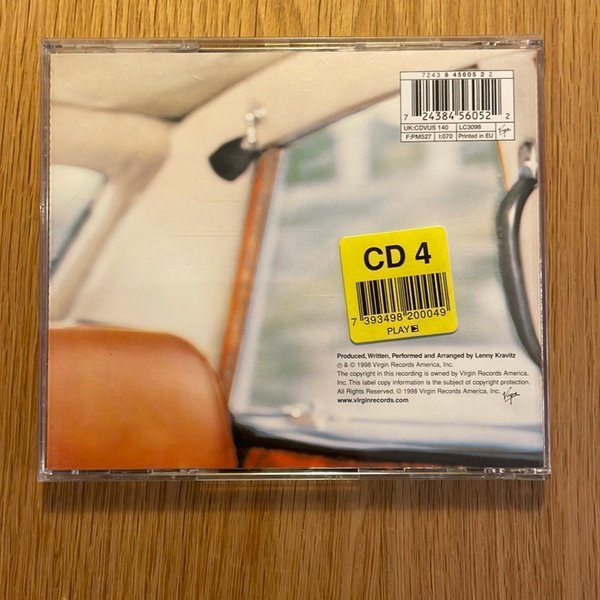 7243 8 45605 2 2
7 24384 56052 2
UK:CDVUS 140 LC3098
F:PM527 I:070 Printed in EU
Virgin
CD 4
7 393498 200049
PLAY
Produced, Written, Performed and Arranged by Lenny Kravitz
℗ & © 1998 Virgin Records America, Inc.
The copyright in this recording is owned by Virgin Records America,
Inc. This label copy information is the subject of copyright protection.
All Rights Reserved. © 1998 Virgin Records America, Inc.
Virgin
www.virginrecords.com